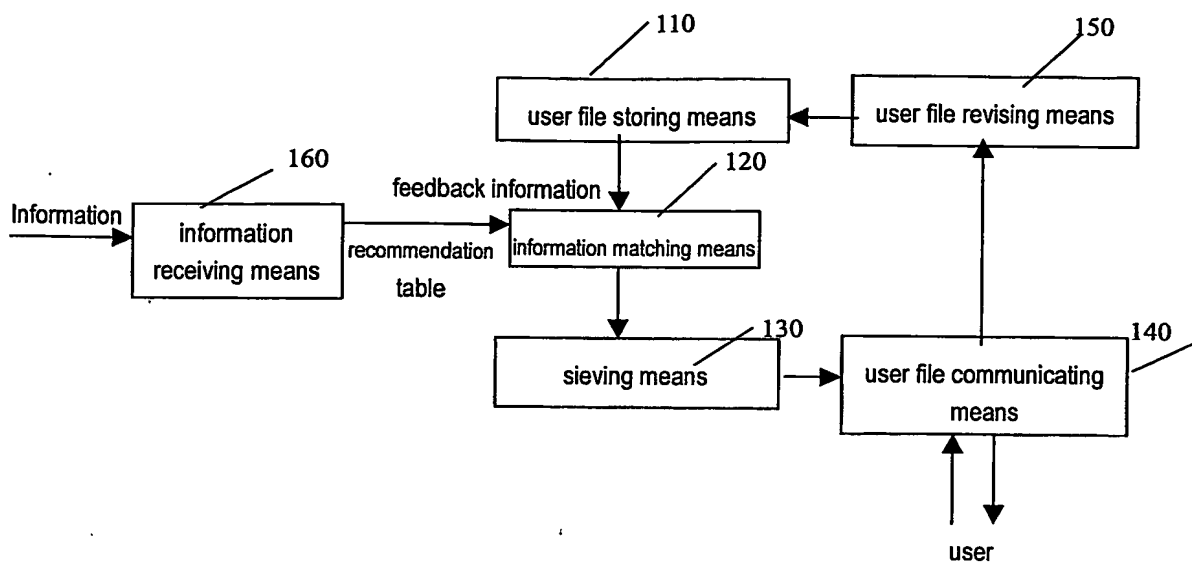 110
150
user file storing means
user file revising means
160
120
feedback information
Information
information
receiving means
recommendation
table
information matching means
130
140
sieving means
user file communicating
means
user